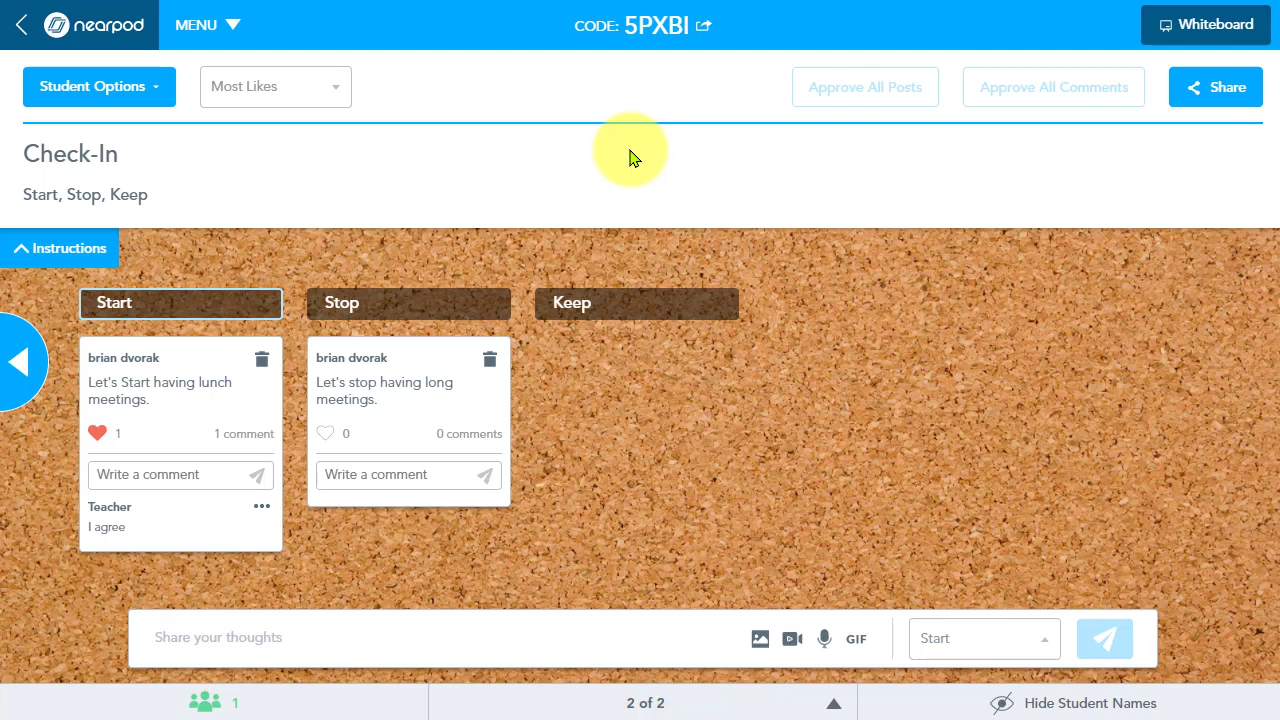 nearpod
MENU
CODE: 5PXBI
Whiteboard
Student Options
Most Likes
Approve All Posts
Approve All Comments
Share
Check-In
Start, Stop, Keep
Instructions
Start
Stop
Keep
brian dvorak
Let's Start having lunch
meetings.
1
1 comment
Write a comment
Teacher
I agree
brian dvorak
Let's stop having long
meetings.
0
0 comments
Write a comment
Share your thoughts
GIF
Start
1
2 of 2
Hide Student Names